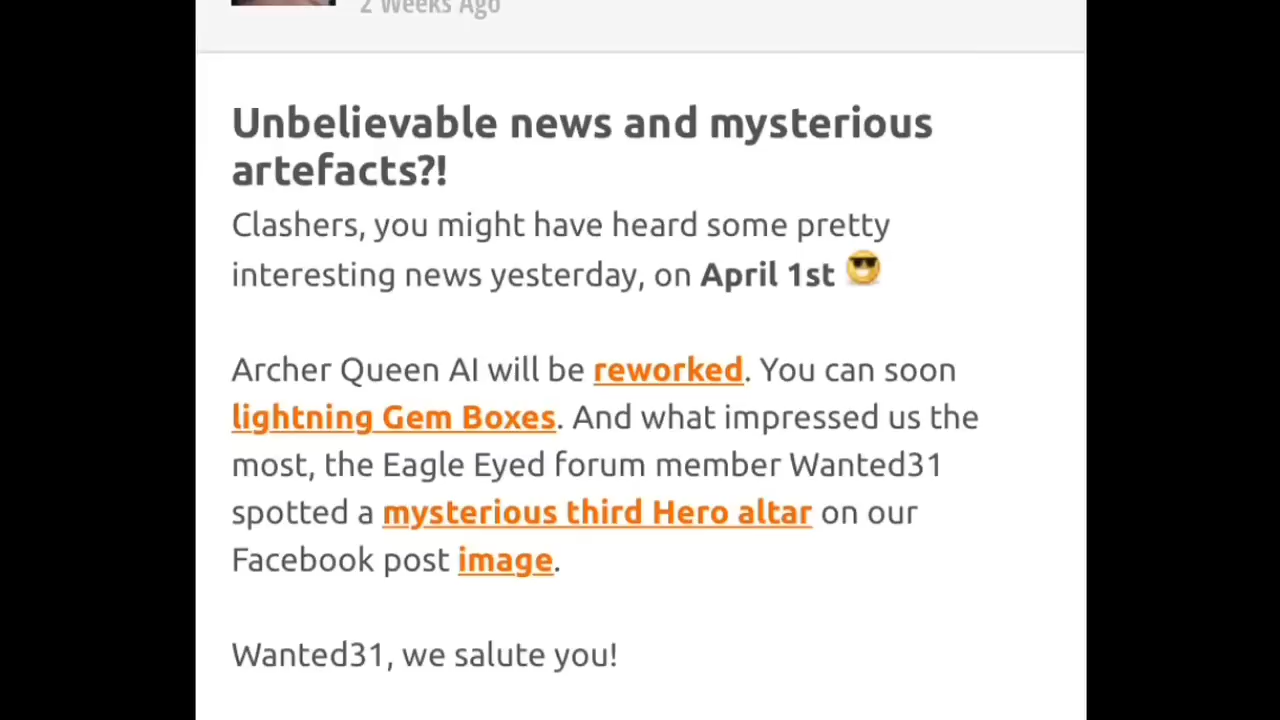 2 Weeks Ago
Unbelievable news and mysterious
artefacts?!
Clashers, you might have heard some pretty
interesting news yesterday, on April 1st
Archer Queen AI will be reworked. You can soon
lightning Gem Boxes. And what impressed us the
most, the Eagle Eyed forum member Wanted31
spotted a mysterious third Hero altar on our
Facebook post image.
Wanted31, we salute you!